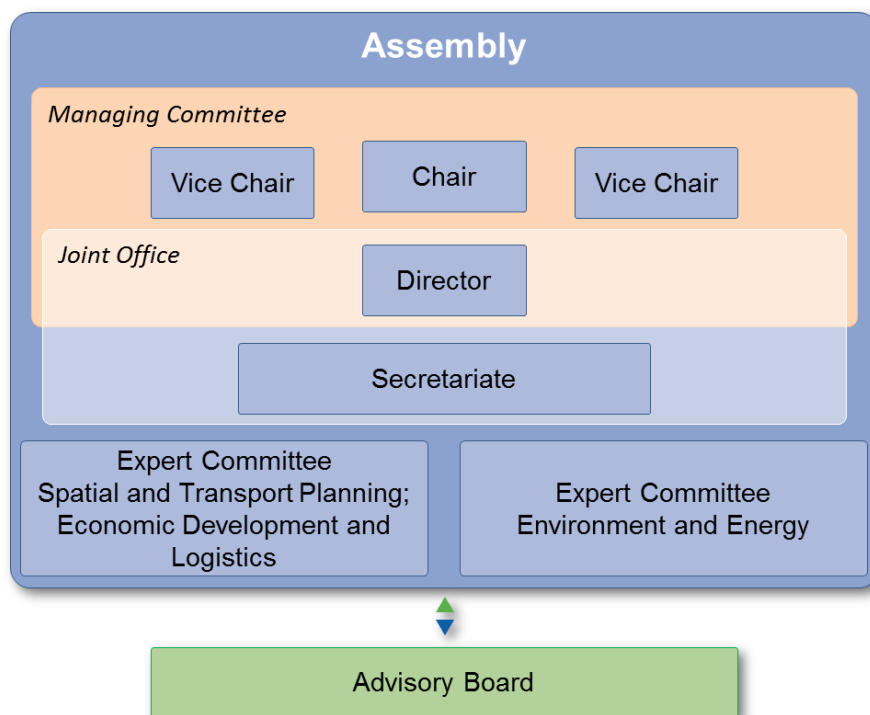 Assembly
Managing Committee
Vice Chair
Chair
Vice Chair
Joint Office
Director
Secretariate
Expert Committee
Spatial and Transport Planning;
Economic Development and
Logistics
Expert Committee
Environment and Energy
Advisory Board